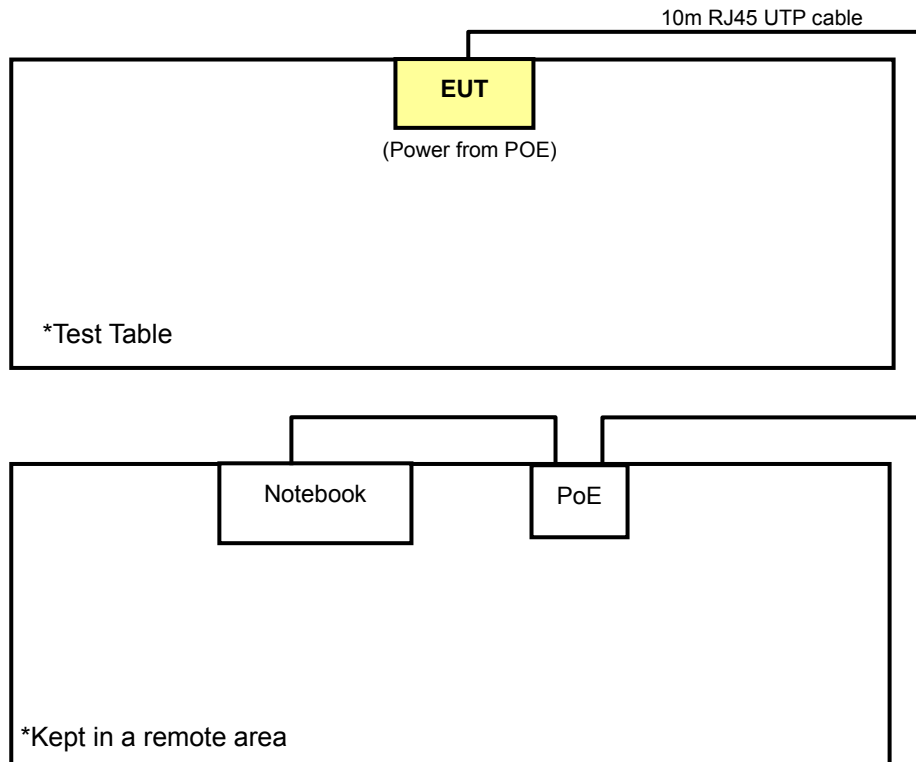 10m RJ45 UTP cable
EUT
(Power from POE)
*Test Table
Notebook
PoE
*Kept in a remote area